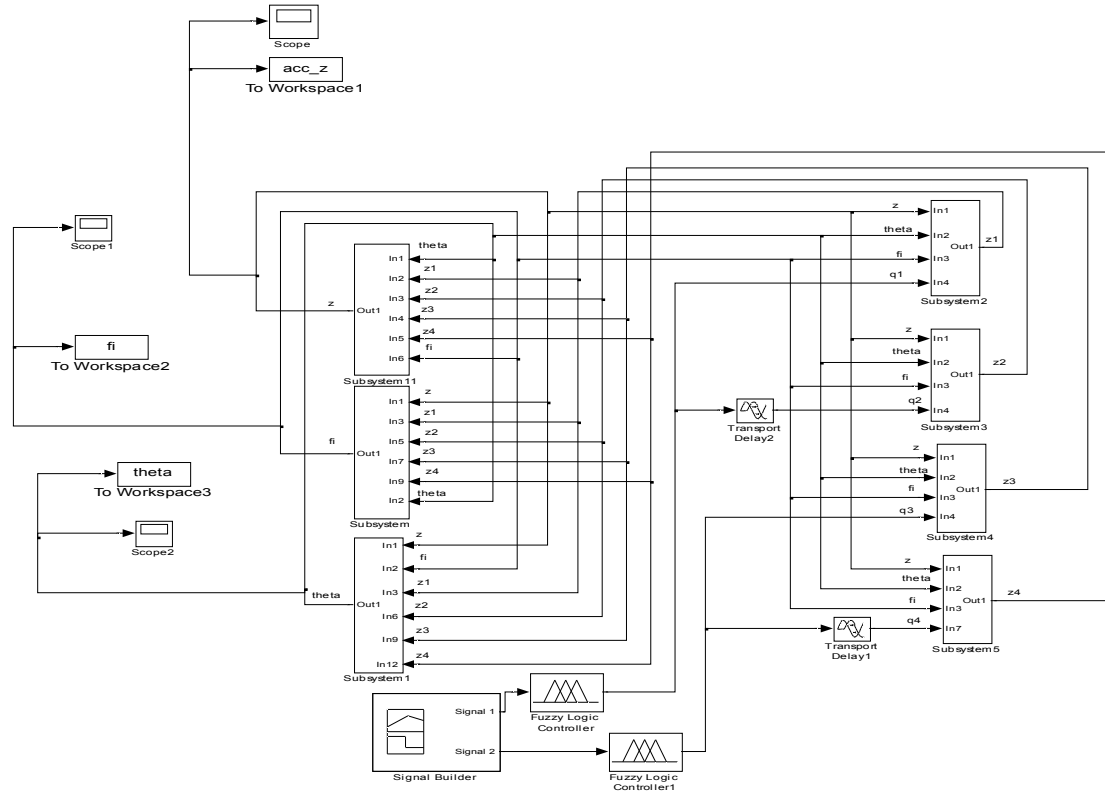 Scope
acc_z
To Workspace1
Scope1
fi
To Workspace2
theta
To Workspace3
Scope2
theta
z1
z2
z3
z4
fi
In1
In2
In3
In4
In5
In6
Out1
z
Subsystem11
z
z1
z2
z3
z4
theta
In1
In3
In5
In7
In9
In2
Out1
fi
Subsystem
z
fi
z1
z2
z3
z4
In1
In2
In3
In6
In9
In12
Out1
theta
Subsystem1
z
theta
fi
q1
In1
In2
In3
In4
Out1
z1
Subsystem2
z
theta
fi
q2
In1
In2
In3
In4
Out1
z2
Subsystem3
Transport
Delay2
z
theta
fi
q3
In1
In2
In3
In4
Out1
z3
Subsystem4
z
theta
fi
q4
In1
In2
In3
In7
Out1
z4
Subsystem5
Transport
Delay1
Signal 1
Signal 2
Signal Builder
Fuzzy Logic
Controller
Fuzzy Logic
Controller1